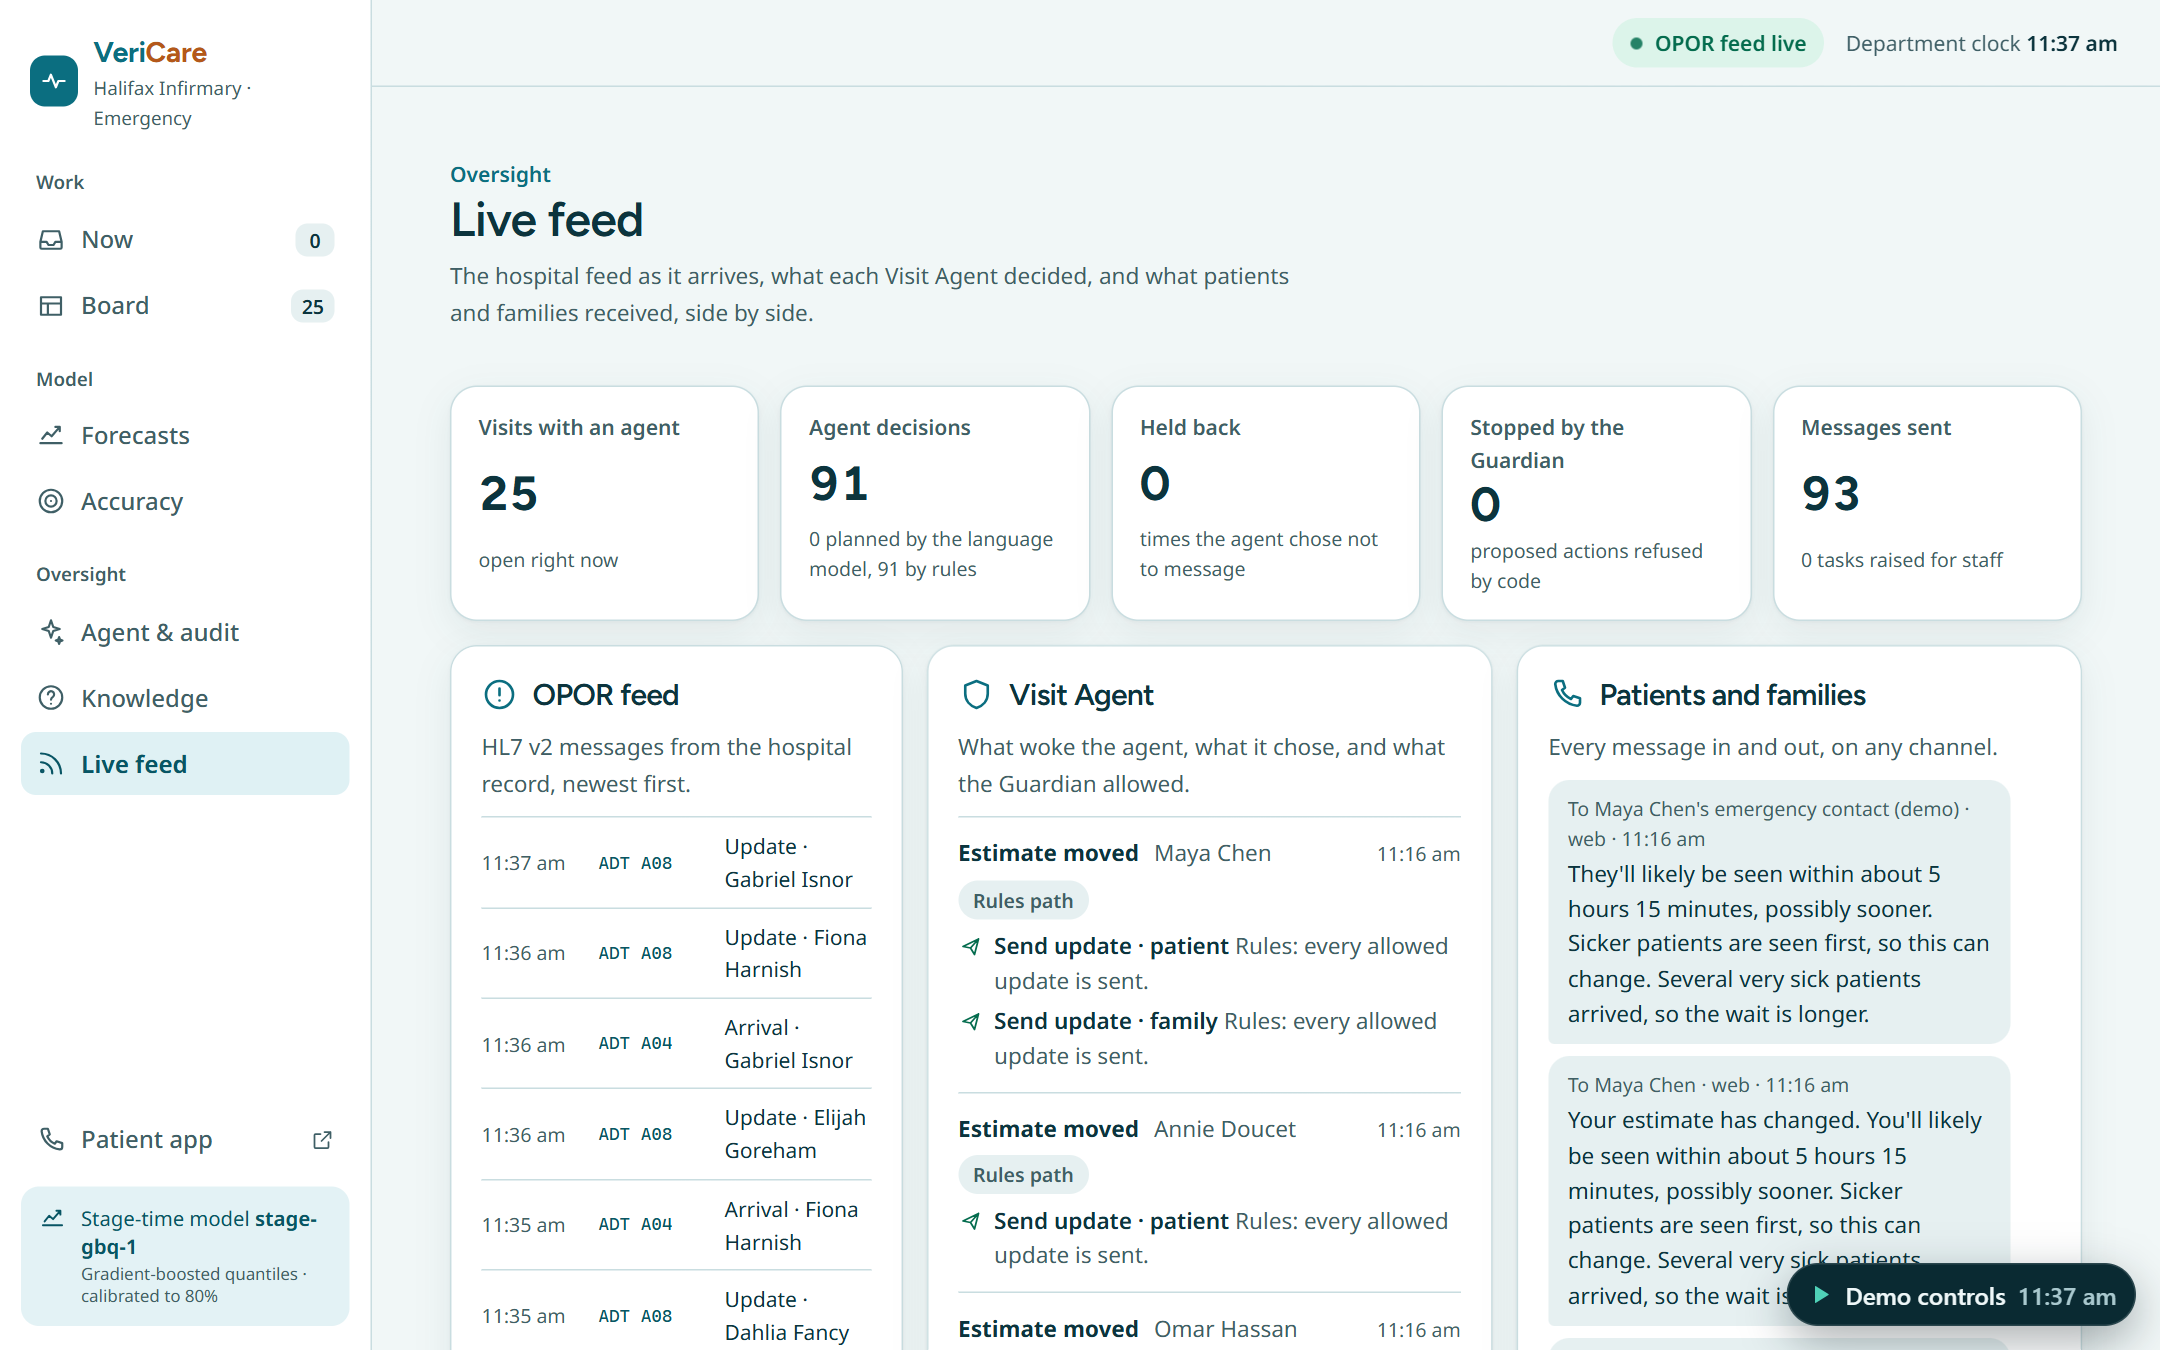 VeriCare
Halifax Infirmary ·
Emergency
Work
Now 0
Board 25
Model
Forecasts
Accuracy
Oversight
Agent & audit
Knowledge
Live feed
Patient app
Stage-time model stage-
gbq-1
Gradient-boosted quantiles ·
calibrated to 80%
OPOR feed live
Department clock 11:37 am
Oversight
Live feed
The hospital feed as it arrives, what each Visit Agent decided, and what patients
and families received, side by side.
Visits with an agent
25
open right now
Agent decisions
91
0 planned by the language
model, 91 by rules
Held back
0
times the agent chose not
to message
Stopped by the
Guardian
0
proposed actions refused
by code
Messages sent
93
0 tasks raised for staff
OPOR feed
HL7 v2 messages from the hospital
record, newest first.
11:37 am ADT A08 Update ·
Gabriel Isnor
11:36 am ADT A08 Update · Fiona
Harnish
11:36 am ADT A04 Arrival ·
Gabriel Isnor
11:36 am ADT A08 Update · Elijah
Goreham
11:35 am ADT A04 Arrival · Fiona
Harnish
11:35 am ADT A08 Update ·
Dahlia Fancy
Visit Agent
What woke the agent, what it chose, and what
the Guardian allowed.
Estimate moved Maya Chen 11:16 am
Rules path
Send update · patient Rules: every allowed
update is sent.
Send update · family Rules: every allowed
update is sent.
Estimate moved Annie Doucet 11:16 am
Rules path
Send update · patient Rules: every allowed
update is sent.
Estimate moved Omar Hassan 11:16 am
Patients and families
Every message in and out, on any channel.
To Maya Chen's emergency contact (demo) ·
web · 11:16 am
They'll likely be seen within about 5
hours 15 minutes, possibly sooner.
Sicker patients are seen first, so this can
change. Several very sick patients
arrived, so the wait is longer.
To Maya Chen · web · 11:16 am
Your estimate has changed. You'll likely
be seen within about 5 hours 15
minutes, possibly sooner. Sicker
patients are seen first, so this can
change. Several very sick patients
arrived, so the wait is
Demo controls 11:37 am